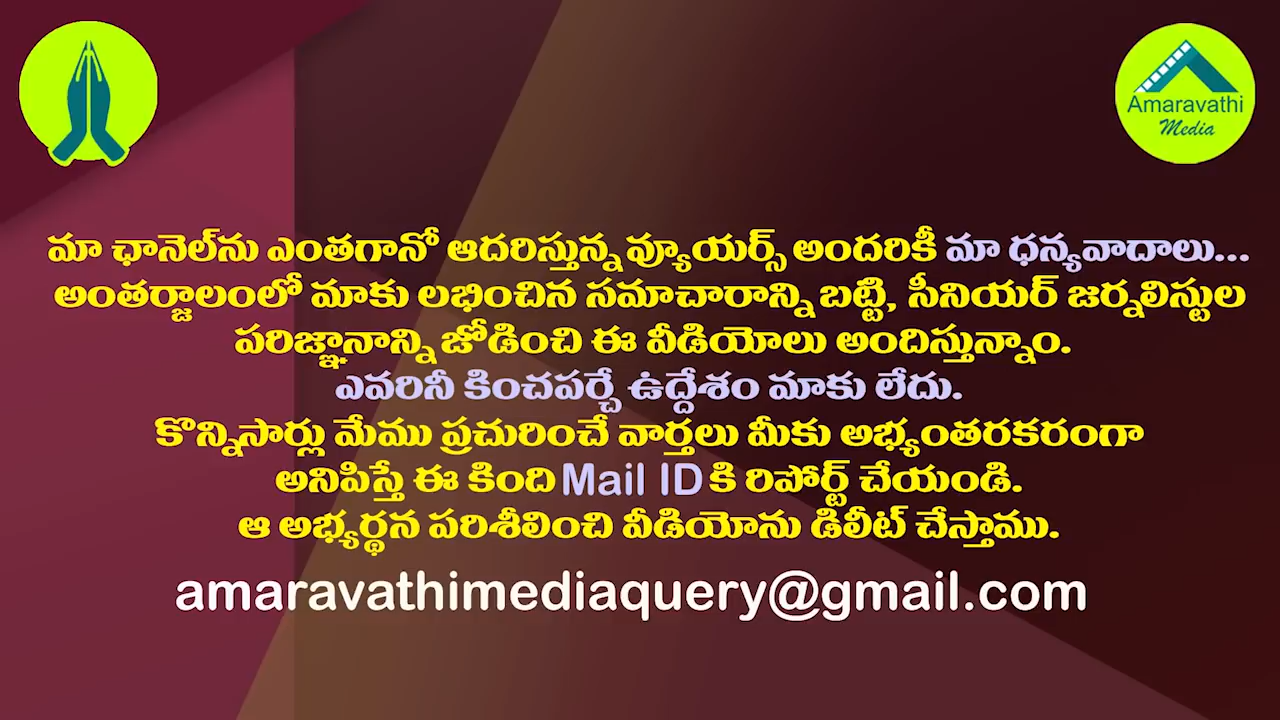 Amaravathi
Media
మా ఛానెల్‌ను ఎంతగానో ఆదరిస్తున్న వ్యూయర్స్ అందరికీ మా ధన్యవాదాలు...
అంతర్జాలంలో మాకు లభించిన సమాచారాన్ని బట్టి, సీనియర్ జర్నలిస్టుల
పరిజ్ఞానాన్ని జోడించి ఈ వీడియోలు అందిస్తున్నాం.
ఎవరినీ కించపర్చే ఉద్దేశం మాకు లేదు.
కొన్నిసార్లు మేము ప్రచురించే వార్తలు మీకు అభ్యంతరకరంగా
అనిపిస్తే ఈ కింది Mail ID కి రిపోర్ట్ చేయండి.
ఆ అభ్యర్థన పరిశీలించి వీడియోను డిలీట్ చేస్తాము.
amaravathimediaquery@gmail.com